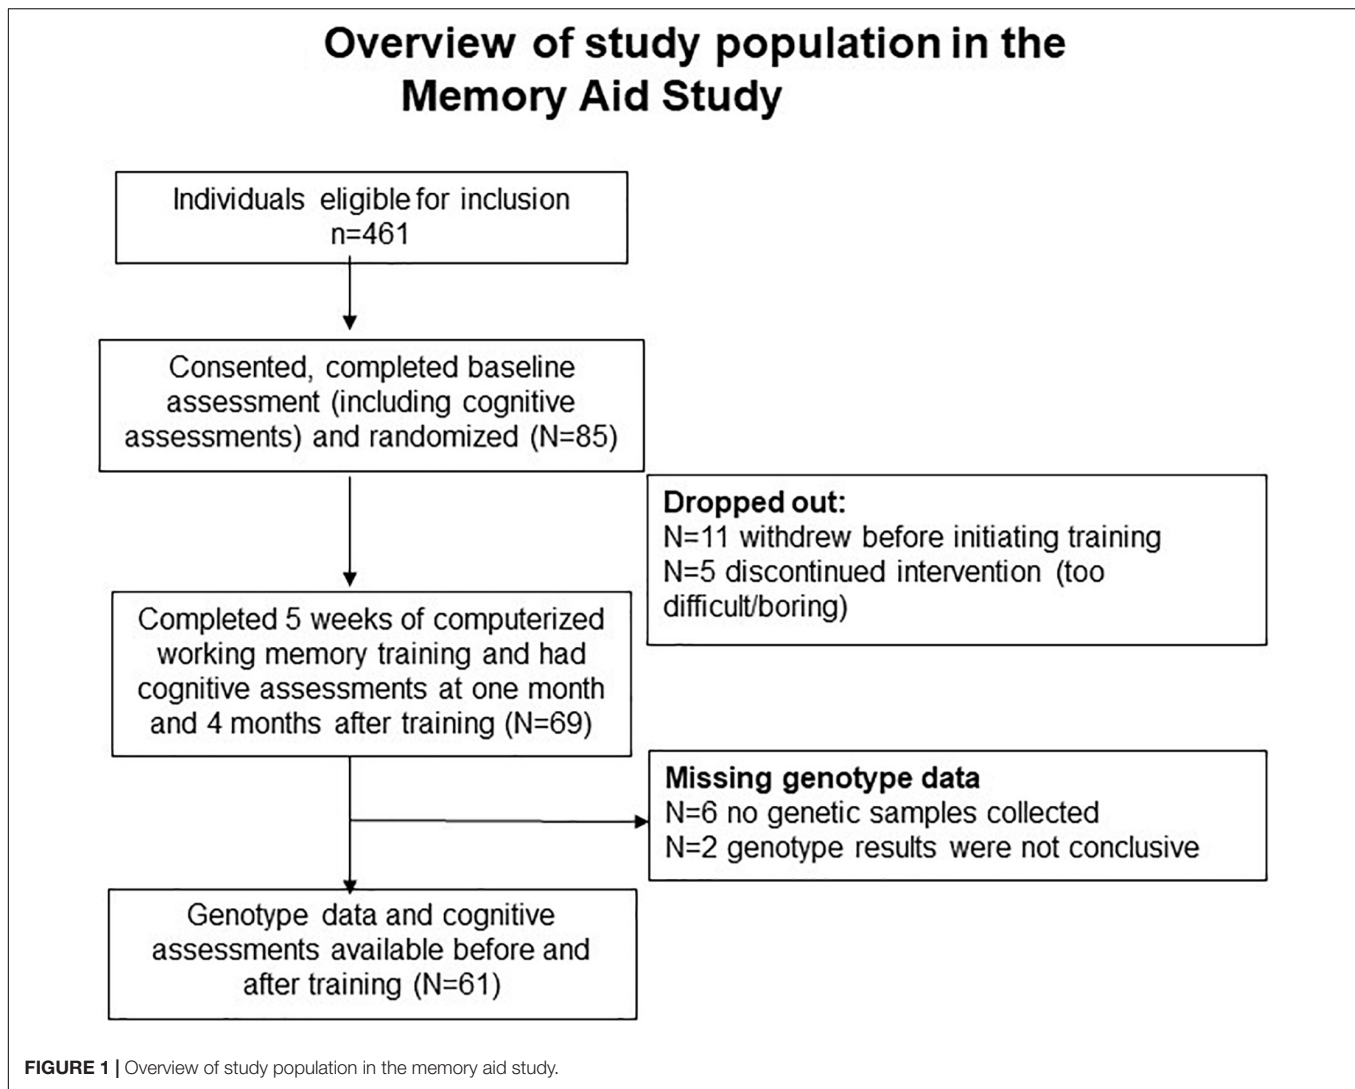 Overview of study population in the
Memory Aid Study
Individuals eligible for inclusion
n=461
Consented, completed baseline
assessment (including cognitive
assessments) and randomized (N=85)
Dropped out:
N=11 withdrew before initiating training
N=5 discontinued intervention (too
difficult/boring)
Completed 5 weeks of computerized
working memory training and had
cognitive assessments at one month
and 4 months after training (N=69)
Missing genotype data
N=6 no genetic samples collected
N=2 genotype results were not conclusive
Genotype data and cognitive
assessments available before and
after training (N=61)
FIGURE 1 | Overview of study population in the memory aid study.